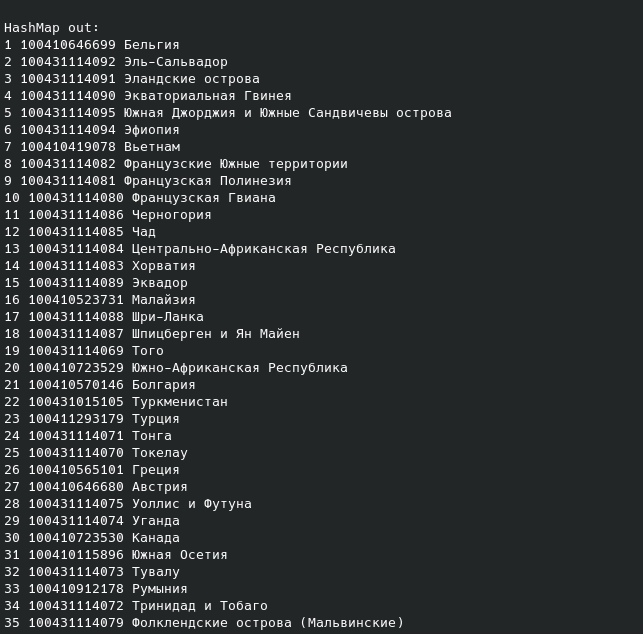 HashMap out:
1 100410646699 Бельгия
2 100431114092 Эль-Сальвадор
3 100431114091 Эландские острова
4 100431114090 Экваториальная Гвинея
5 100431114095 Южная Джорджия и Южные Сандвичевы острова
6 100431114094 Эфиопия
7 100410419078 Вьетнам
8 100431114082 Французские Южные территории
9 100431114081 Французская Полинезия
10 100431114080 Французская Гвиана
11 100431114086 Черногория
12 100431114085 Чад
13 100431114084 Центрально-Африканская Республика
14 100431114083 Хорватия
15 100431114089 Эквадор
16 100410523731 Малайзия
17 100431114088 Шри-Ланка
18 100431114087 Шпицберген и Ян Майен
19 100431114069 Того
20 100410723529 Южно-Африканская Республика
21 100410570146 Болгария
22 100431015105 Туркменистан
23 100411293179 Турция
24 100431114071 Тонга
25 100431114070 Токелау
26 100410565101 Греция
27 100410646680 Австрия
28 100431114075 Уоллис и Футуна
29 100431114074 Уганда
30 100410723530 Канада
31 100410115896 Южная Осетия
32 100431114073 Тувалу
33 100410912178 Румыния
34 100431114072 Тринидад и Тобаго
35 100431114079 Фолклендские острова (Мальвинские)